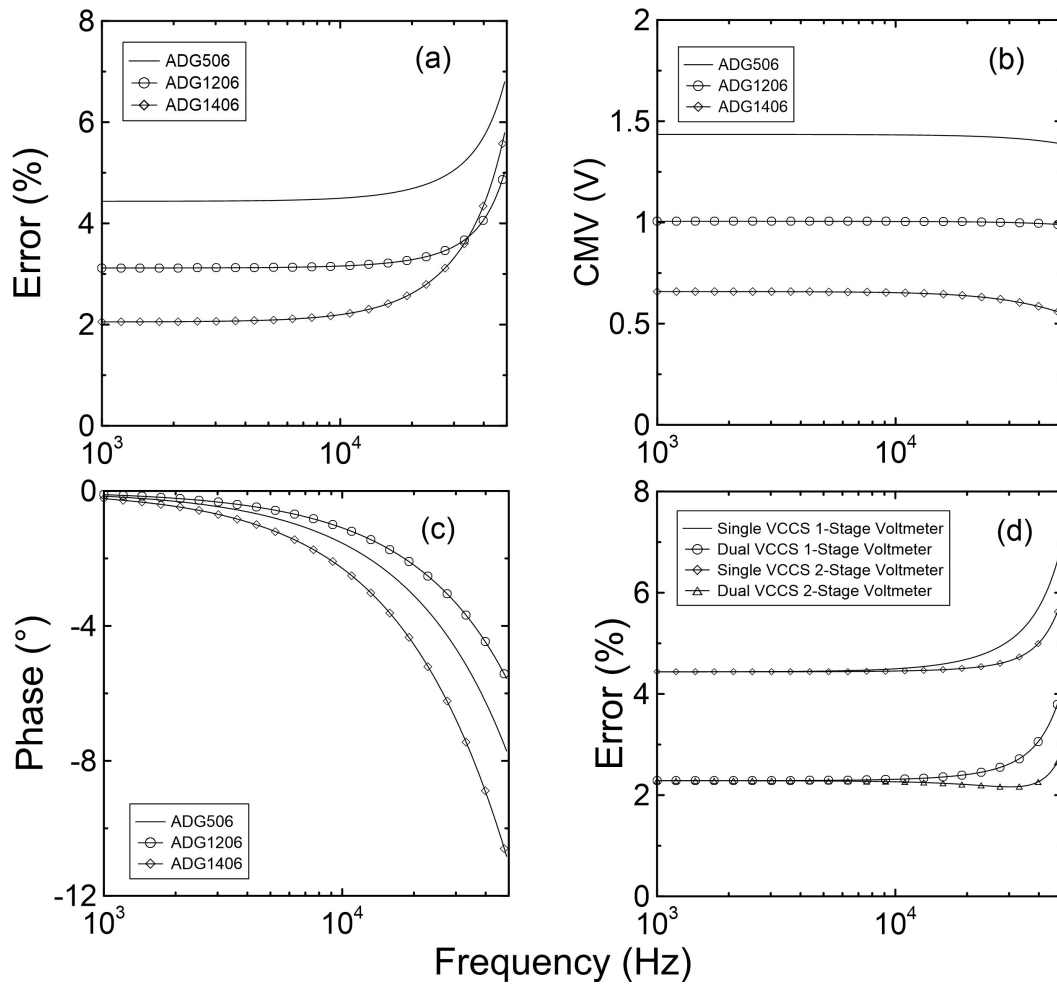 8
6
4
2
0
Error (%)
10³
10⁴
(a)
ADG506
ADG1206
ADG1406
2
1.5
1
0.5
0
CMV (V)
10³
10⁴
(b)
ADG506
ADG1206
ADG1406
0
-4
-8
-12
Phase (°)
10³
10⁴
(c)
ADG506
ADG1206
ADG1406
8
6
4
2
0
Error (%)
10³
10⁴
(d)
Single VCCS 1-Stage Voltmeter
Dual VCCS 1-Stage Voltmeter
Single VCCS 2-Stage Voltmeter
Dual VCCS 2-Stage Voltmeter
Frequency (Hz)